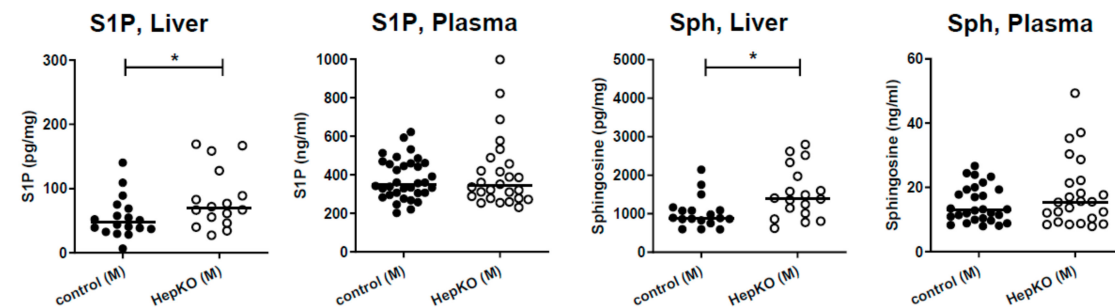 S1P, Liver
S1P (pg/mg)
300
200
100
0
*
control (M)
HepKO (M)
S1P, Plasma
S1P (ng/ml)
1000
800
600
400
200
0
control (M)
HepKO (M)
Sph, Liver
Sphingosine (pg/mg)
5000
4000
3000
2000
1000
0
*
control (M)
HepKO (M)
Sph, Plasma
Sphingosine (ng/ml)
60
40
20
0
control (M)
HepKO (M)